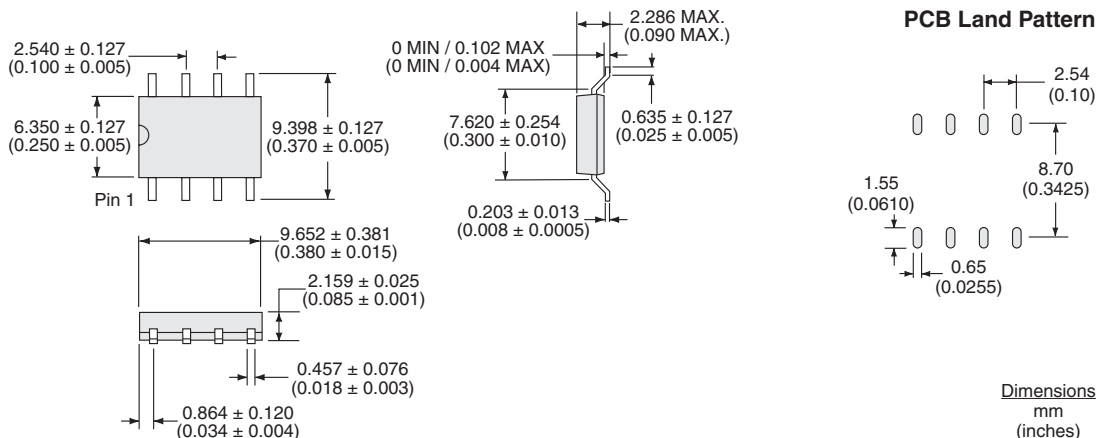 2.540 ± 0.127
(0.100 ± 0.005)
6.350 ± 0.127
(0.250 ± 0.005)
9.398 ± 0.127
(0.370 ± 0.005)
Pin 1
9.652 ± 0.381
(0.380 ± 0.015)
2.159 ± 0.025
(0.085 ± 0.001)
0.457 ± 0.076
(0.018 ± 0.003)
0.864 ± 0.120
(0.034 ± 0.004)
2.286 MAX.
(0.090 MAX.)
0 MIN / 0.102 MAX
(0 MIN / 0.004 MAX)
7.620 ± 0.254
(0.300 ± 0.010)
0.635 ± 0.127
(0.025 ± 0.005)
0.203 ± 0.013
(0.008 ± 0.0005)
PCB Land Pattern
2.54
(0.10)
8.70
(0.3425)
1.55
(0.0610)
0.65
(0.0255)
Dimensions
mm
(inches)